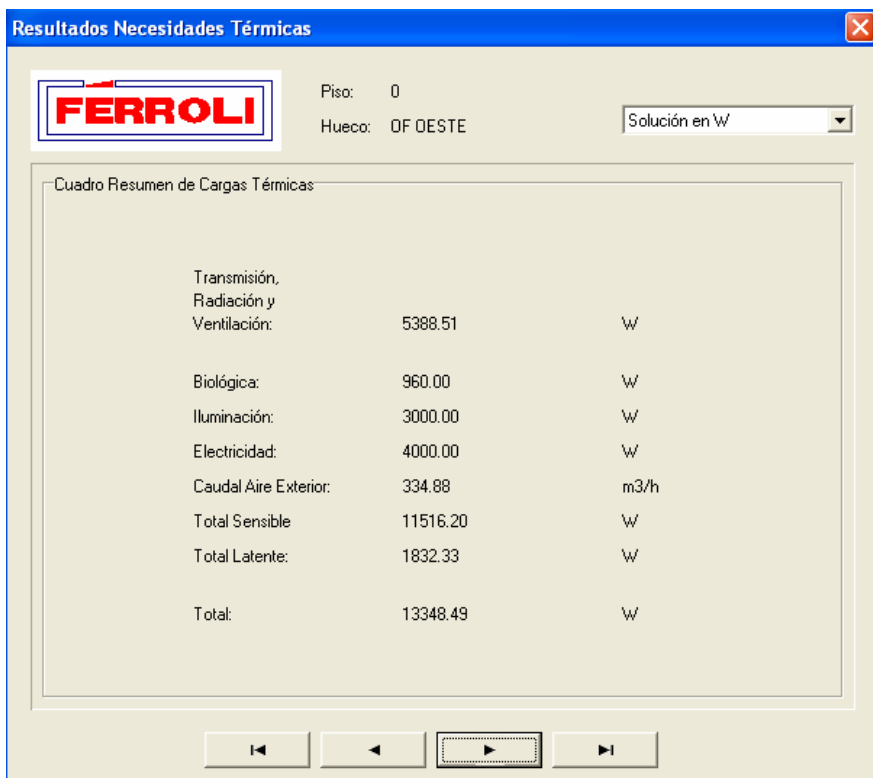 Resultados Necesidades Térmicas
FERROLI
Piso: 0
Hueco: OF OESTE
Solución en W
Cuadro Resumen de Cargas Térmicas
Transmisión,
Radiación y
Ventilación: 5388.51 W
Biológica: 960.00 W
Iluminación: 3000.00 W
Electricidad: 4000.00 W
Caudal Aire Exterior: 334.88 m3/h
Total Sensible 11516.20 W
Total Latente: 1832.33 W
Total: 13348.49 W